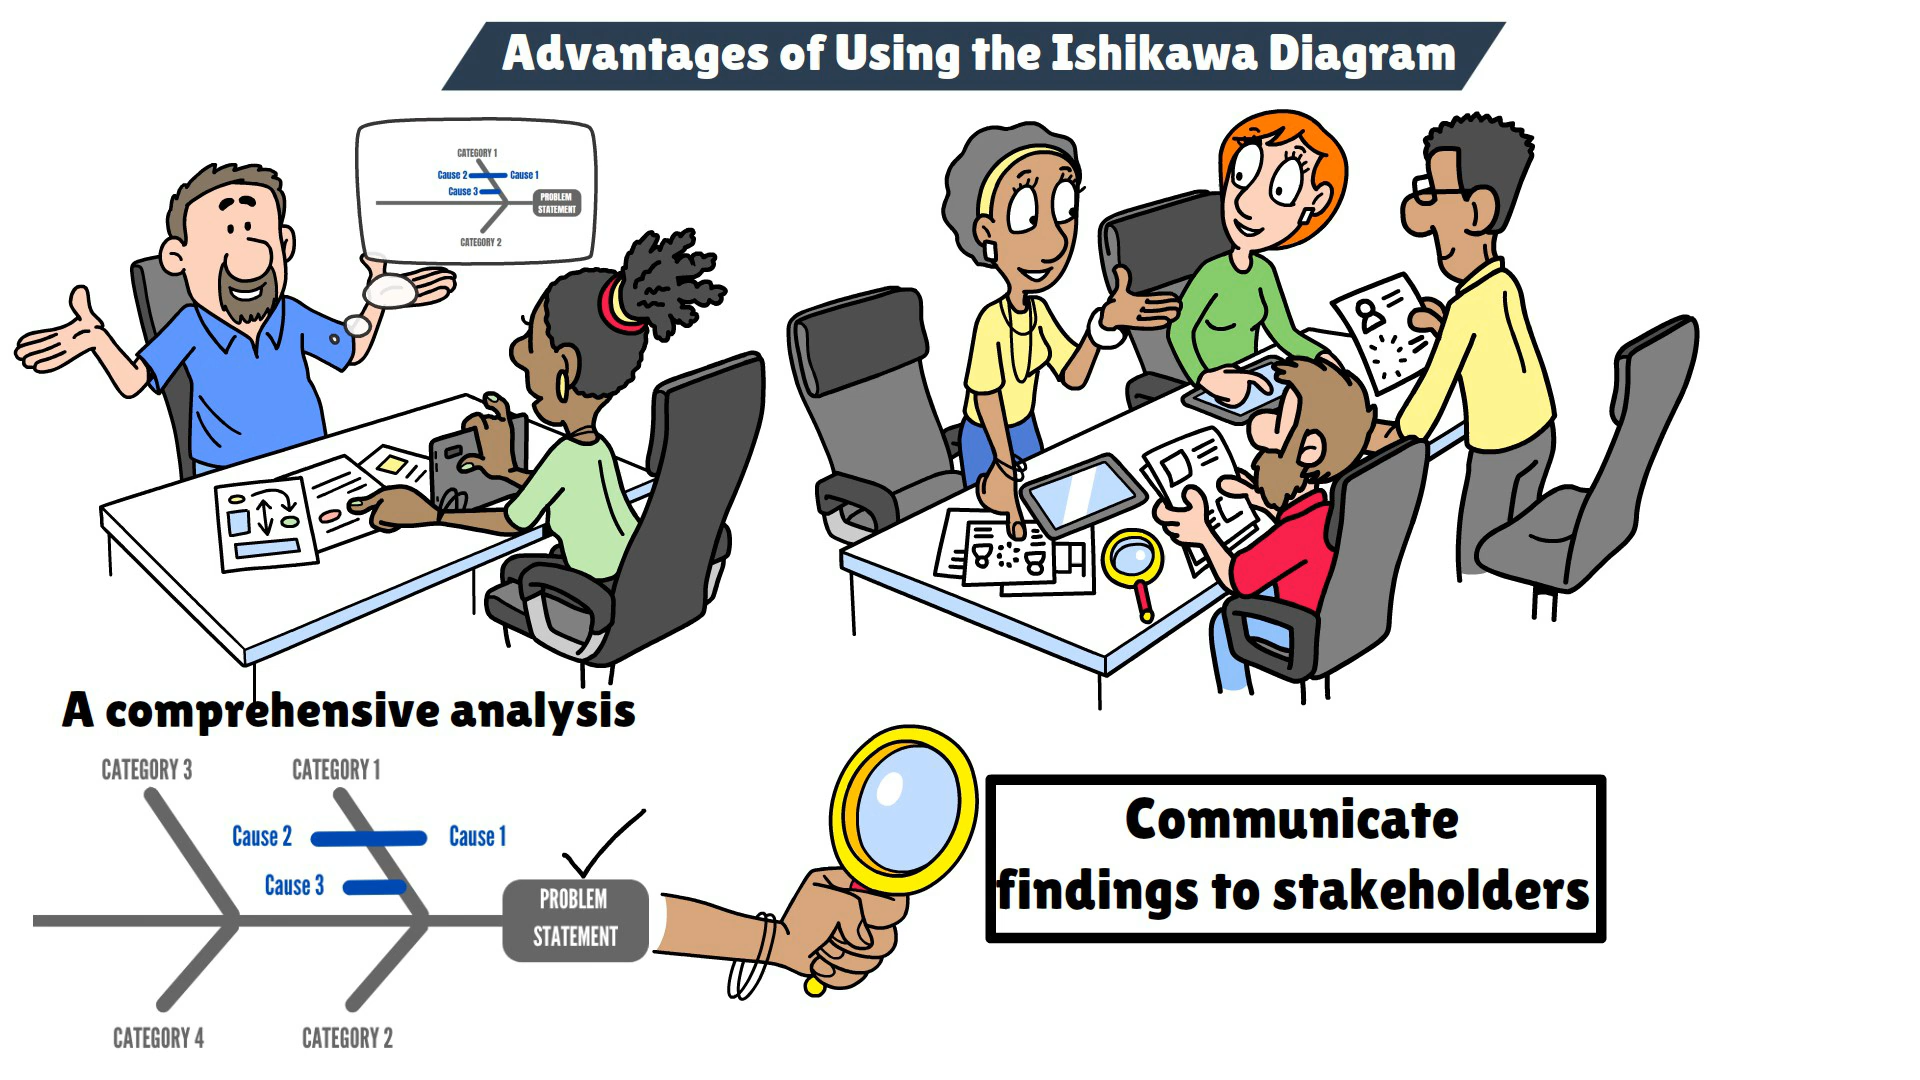 Advantages of Using the Ishikawa Diagram
CATEGORY 1
Cause 2 Cause 1
Cause 3
PROBLEM
STATEMENT
CATEGORY 2
A comprehensive analysis
CATEGORY 3 CATEGORY 1
Cause 2 Cause 1
Cause 3
PROBLEM
STATEMENT
CATEGORY 4 CATEGORY 2
Communicate
findings to stakeholders